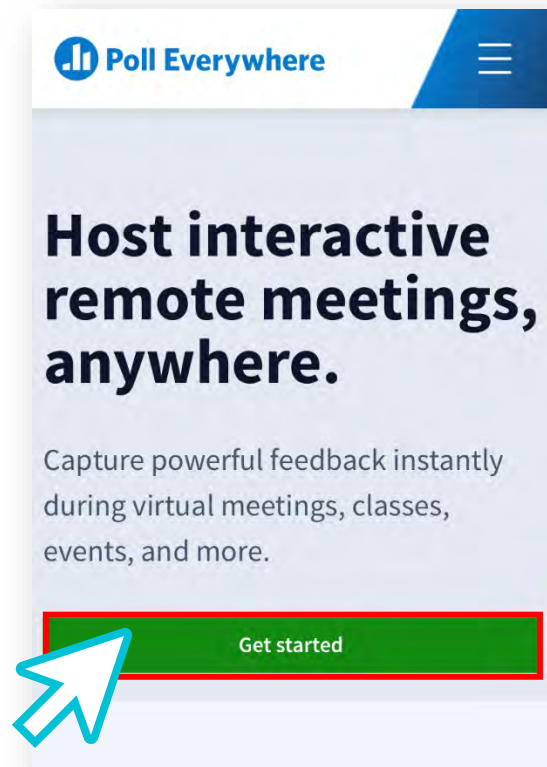 Poll Everywhere
Host interactive
remote meetings,
anywhere.
Capture powerful feedback instantly
during virtual meetings, classes,
events, and more.
Get started